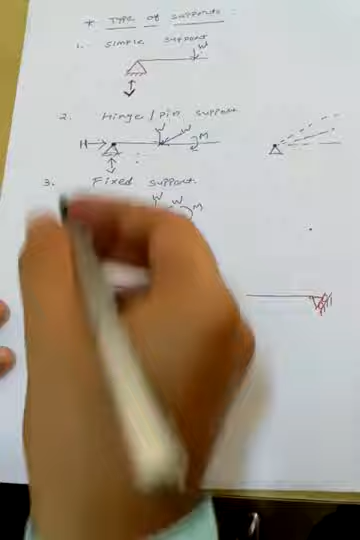 * TYPE of supports:
1. Simple support
W
2. Hinge / Pin support
H W W M
3. Fixed support.
W W M